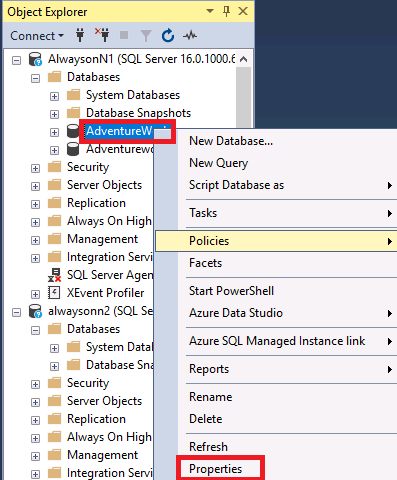 Object Explorer
Connect
AlwaysonN1 (SQL Server 16.0.1000.6
Databases
System Databases
Database Snapshots
AdventureW
Adventurewo
Security
Server Objects
Replication
Always On High
Management
Integration Servi
SQL Server Agen
XEvent Profiler
alwaysonn2 (SQL Se
Databases
System Datal
Database Sna
Security
Server Objects
Replication
Always On High
Management
Integration Servi
New Database...
New Query
Script Database as
Tasks
Policies
Facets
Start PowerShell
Azure Data Studio
Azure SQL Managed Instance link
Reports
Rename
Delete
Refresh
Properties